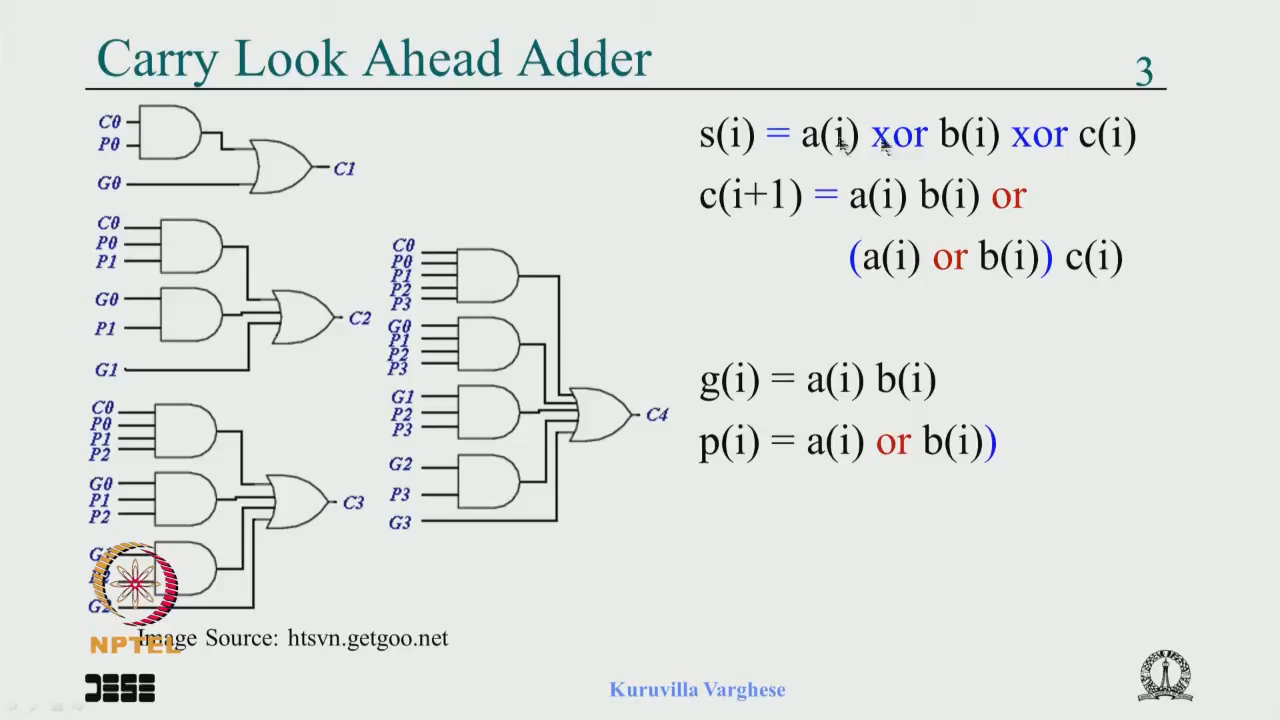 Carry Look Ahead Adder
3
C0
P0
G0
C1
C0
P0
P1
G0
P1
G1
C2
C0
P0
P1
P2
G0
P1
P2
G2
C3
C0
P0
P1
P2
P3
G0
P1
P2
P3
G1
P2
P3
G2
P3
G3
C4
s(i) = a(i) xor b(i) xor c(i)
c(i+1) = a(i) b(i) or
(a(i) or b(i)) c(i)
g(i) = a(i) b(i)
p(i) = a(i) or b(i))
Image Source: htsvn.getgoo.net
NPTEL
Kuruvilla Varghese